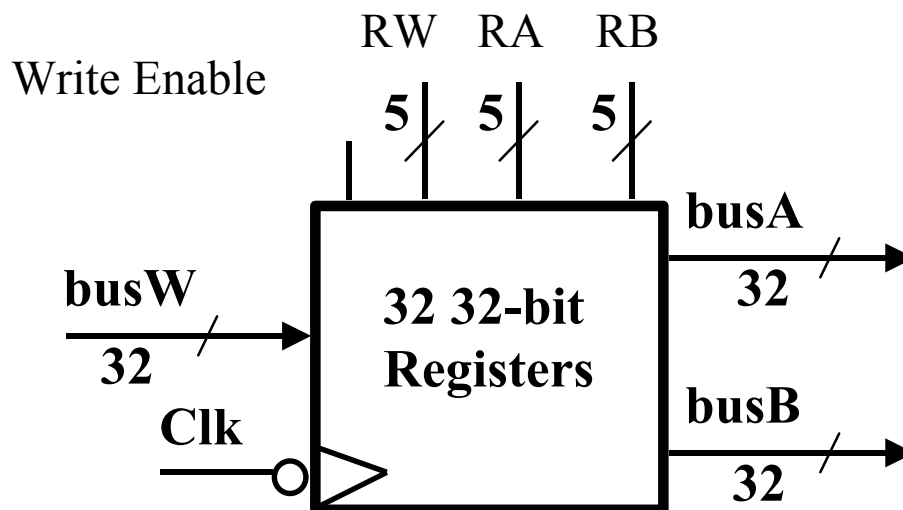 RW RA RB
Write Enable
5 5 5
busA
32
busW
32
32 32-bit
Registers
Clk
busB
32